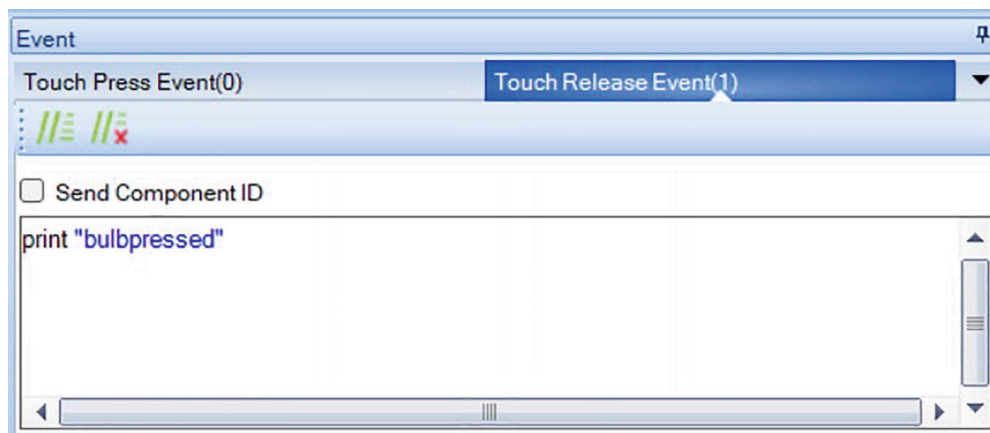 Event
Touch Press Event(0) Touch Release Event(1)
Send Component ID
print "bulbpressed"